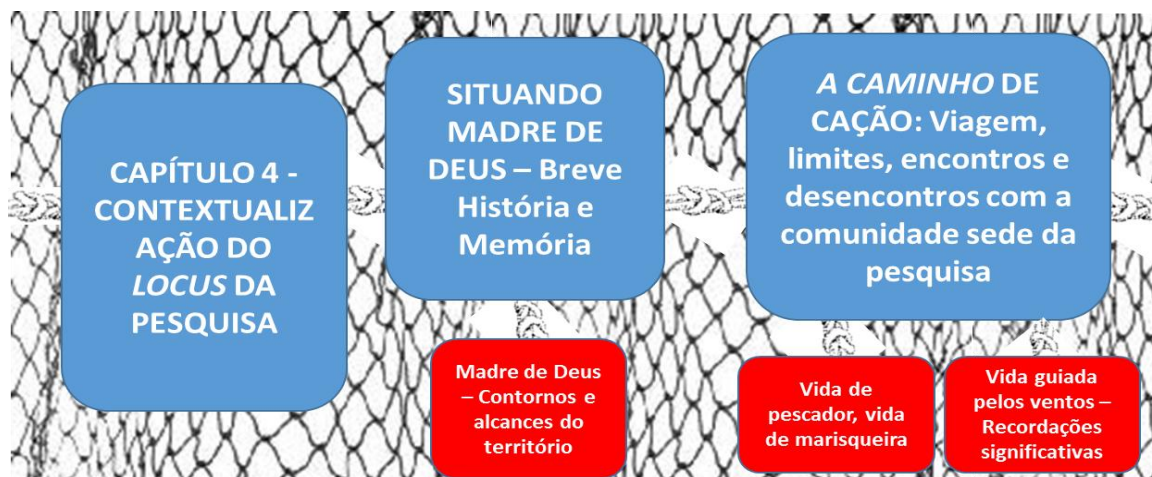 CAPÍTULO 4 -
CONTEXTUALIZ
AÇÃO DO
LOCUS DA
PESQUISA
SITUANDO
MADRE DE
DEUS – Breve
História e
Memória
A CAMINHO DE
CAÇÃO: Viagem,
limites, encontros e
desencontros com a
comunidade sede da
pesquisa
Madre de Deus
– Contornos e
alcances do
território
Vida de
pescador, vida
de marisqueira
Vida guiada
pelos ventos –
Recordações
significativas